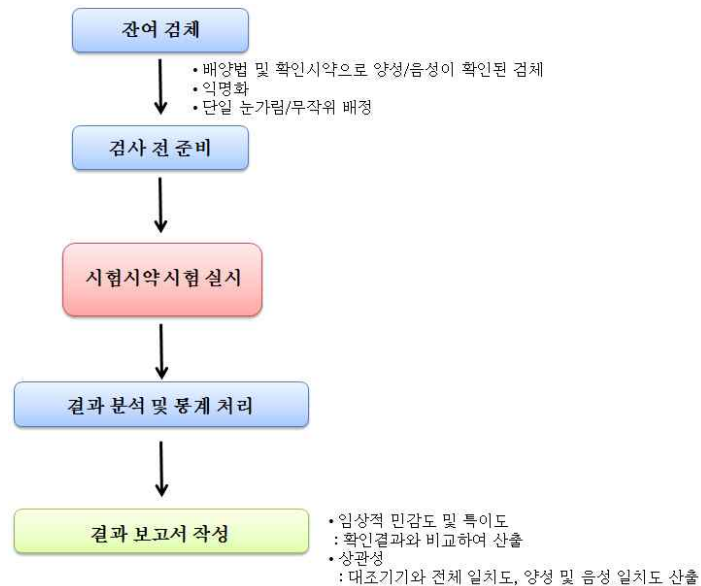 잔여 검체
• 배양법 및 확인시약으로 양성/음성이 확인된 검체
• 익명화
• 단일 눈가림/무작위 배정
검사 전 준비
시험시약 시험 실시
결과 분석 및 통계 처리
결과 보고서 작성
• 임상적 민감도 및 특이도
: 확인결과와 비교하여 산출
• 상관성
: 대조기기와 전체 일치도, 양성 및 음성 일치도 산출